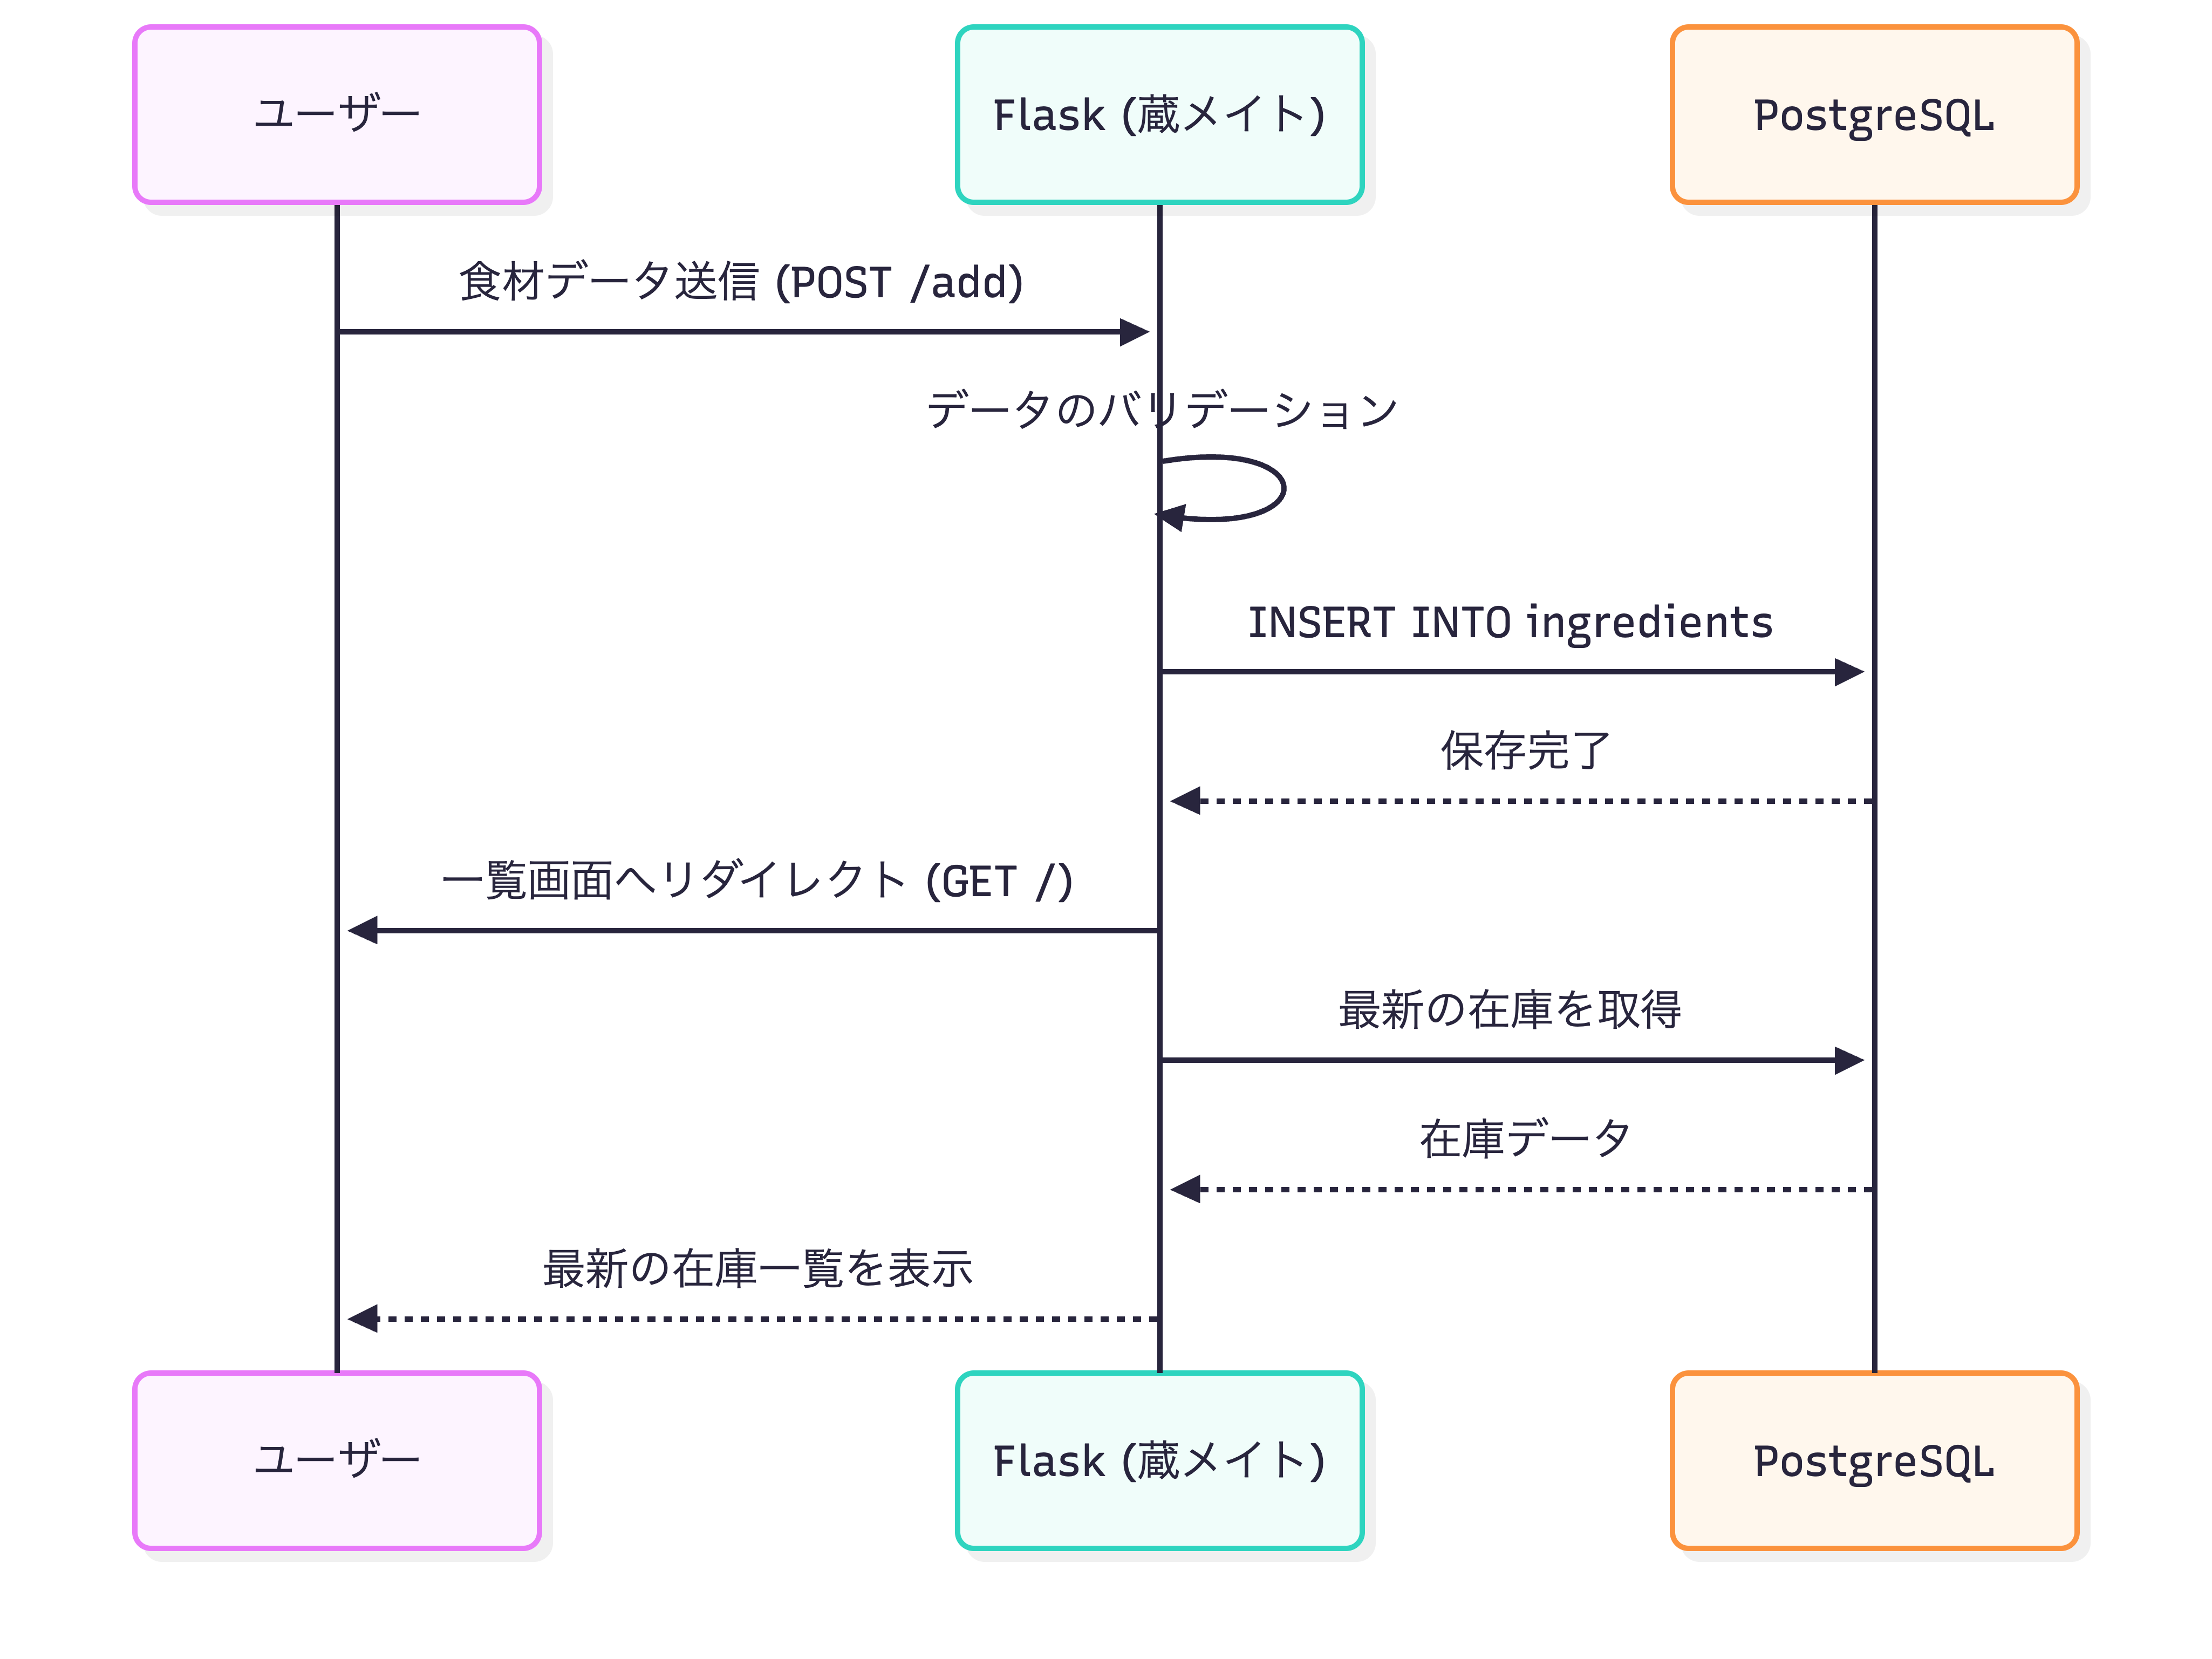 ユーザー
Flask (蔵メイト)
PostgreSQL
食材データ送信 (POST /add)
データのバリデーション
INSERT INTO ingredients
保存完了
一覧画面へリダイレクト (GET /)
最新の在庫を取得
在庫データ
最新の在庫一覧を表示
ユーザー
Flask (蔵メイト)
PostgreSQL